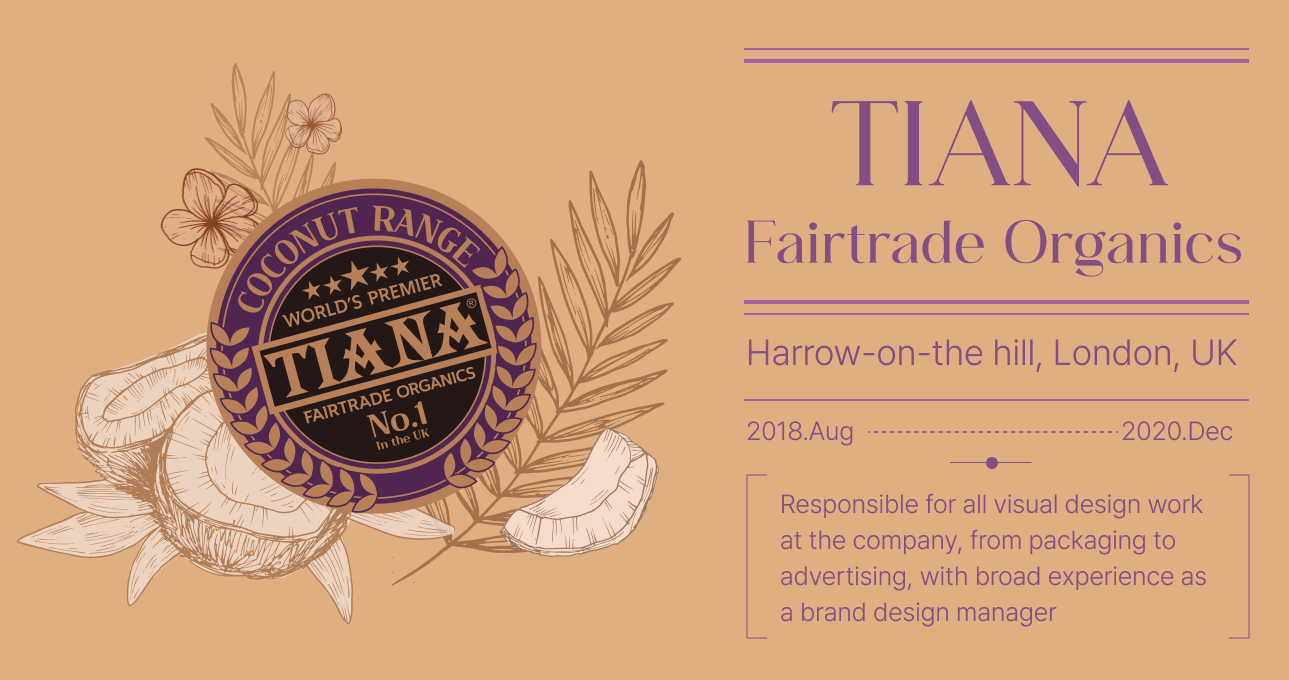 COCONUT RANGE
WORLD'S PREMIER
TIANA®
FAIRTRADE ORGANICS
No.1
In the UK
TIANA
Fairtrade Organics
Harrow-on-the hill, London, UK
2018.Aug 2020.Dec
Responsible for all visual design work
at the company, from packaging to
advertising, with broad experience as
a brand design manager